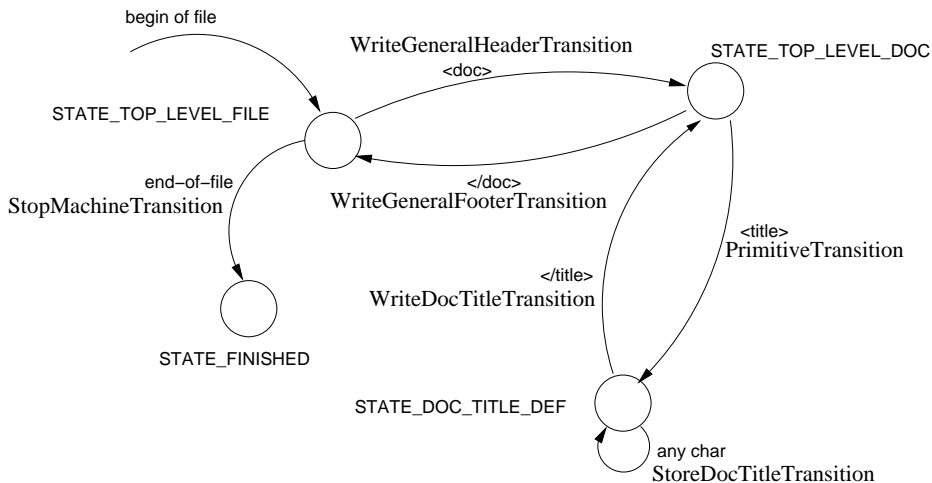 begin of file
WriteGeneralHeaderTransition
<doc>
STATE_TOP_LEVEL_DOC
STATE_TOP_LEVEL_FILE
end−of−file
StopMachineTransition
</doc>
WriteGeneralFooterTransition
<title>
PrimitiveTransition
</title>
WriteDocTitleTransition
STATE_FINISHED
STATE_DOC_TITLE_DEF
any char
StoreDocTitleTransition